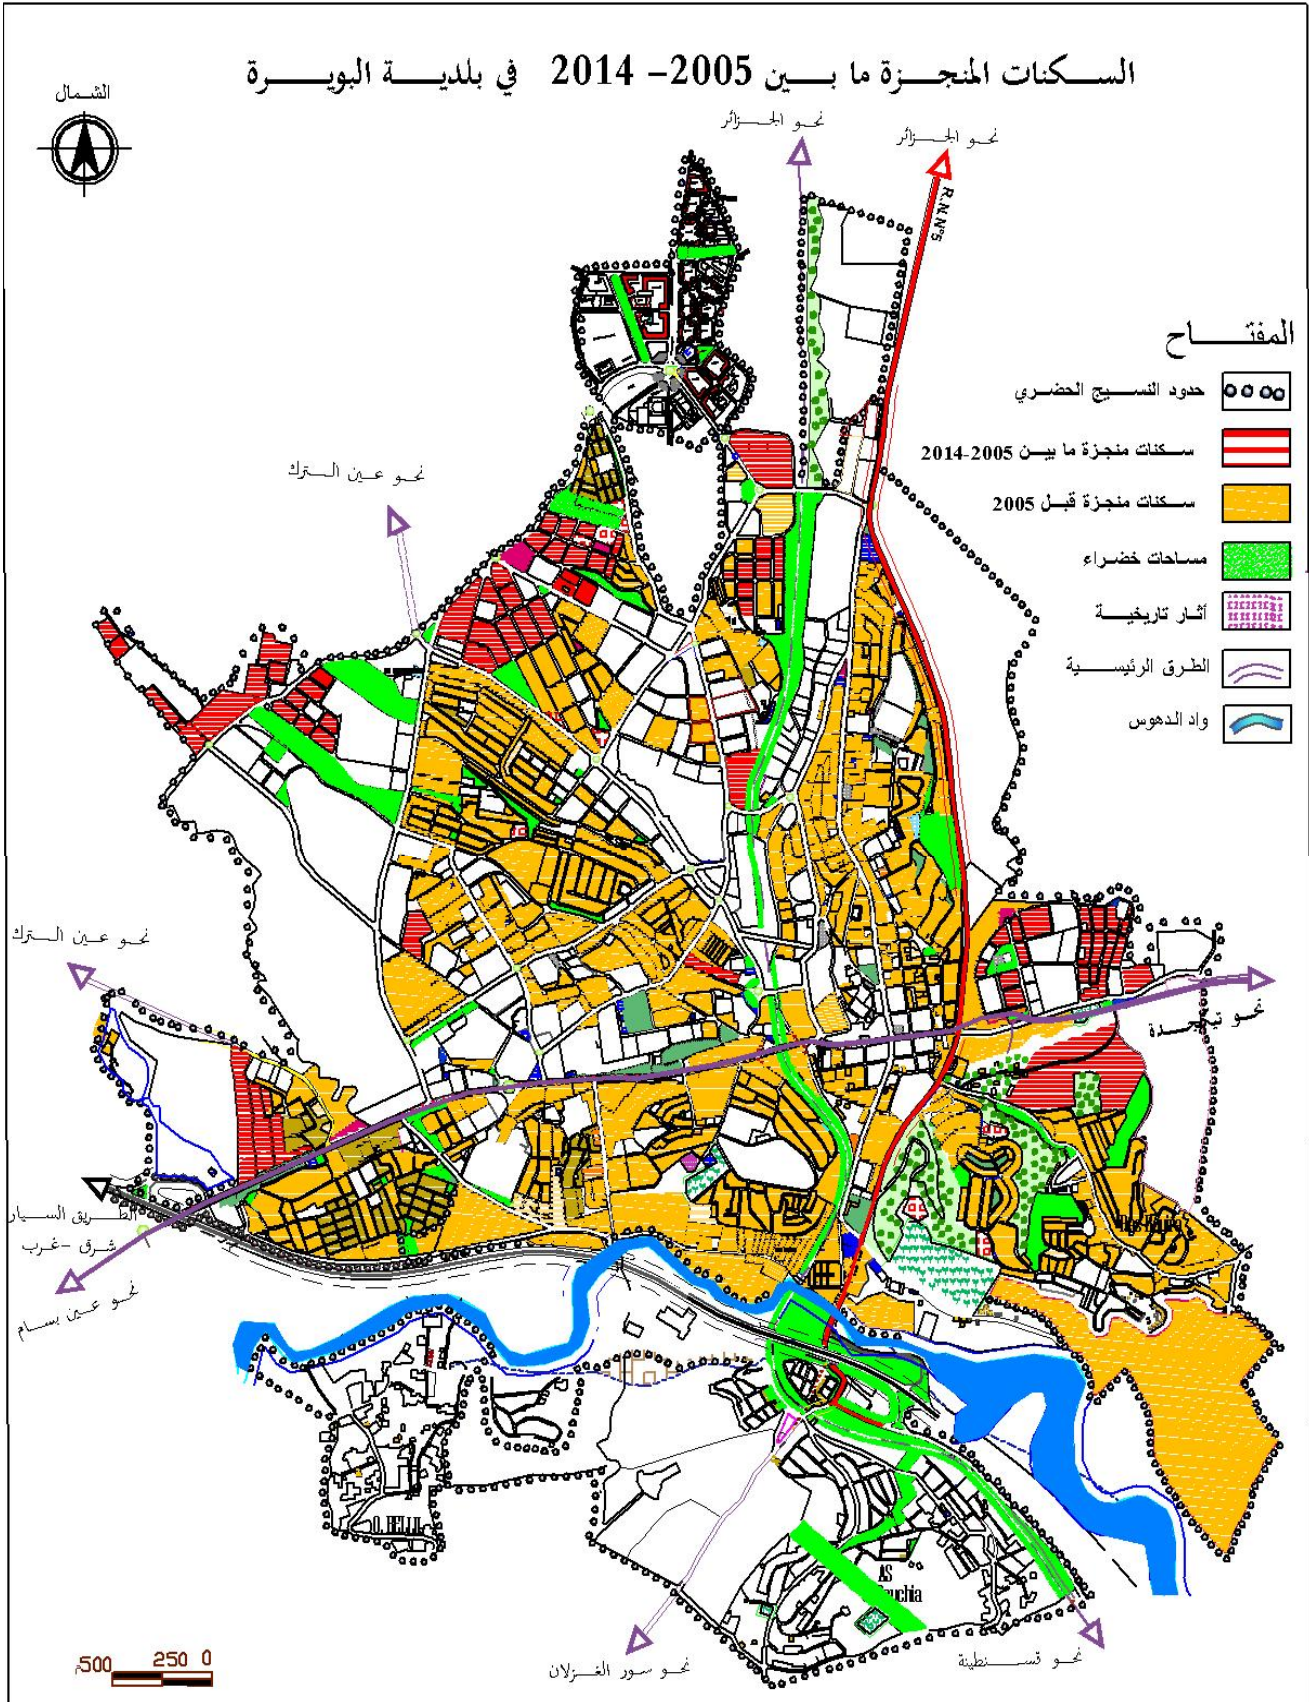 السكنات المنجزة ما بين 2005- 2014 في بلدية البويرة
الشمال
نحو الجزائر
نحو الجزائر
R.N.N°5
المفتاح
حدود النسيج الحضري
سكنات منجزة ما بين 2005-2014
سكنات منجزة قبل 2005
مساحات خضراء
أثار تاريخية
الطرق الرئيسية
واد الدهوس
نحو عين الترك
نحو عين الترك
نحو
الطريق السيار
شرق -غرب
نحو عين بسام
AS
نحو سور الغزلان
نحو قسنطينة
500م 250 0